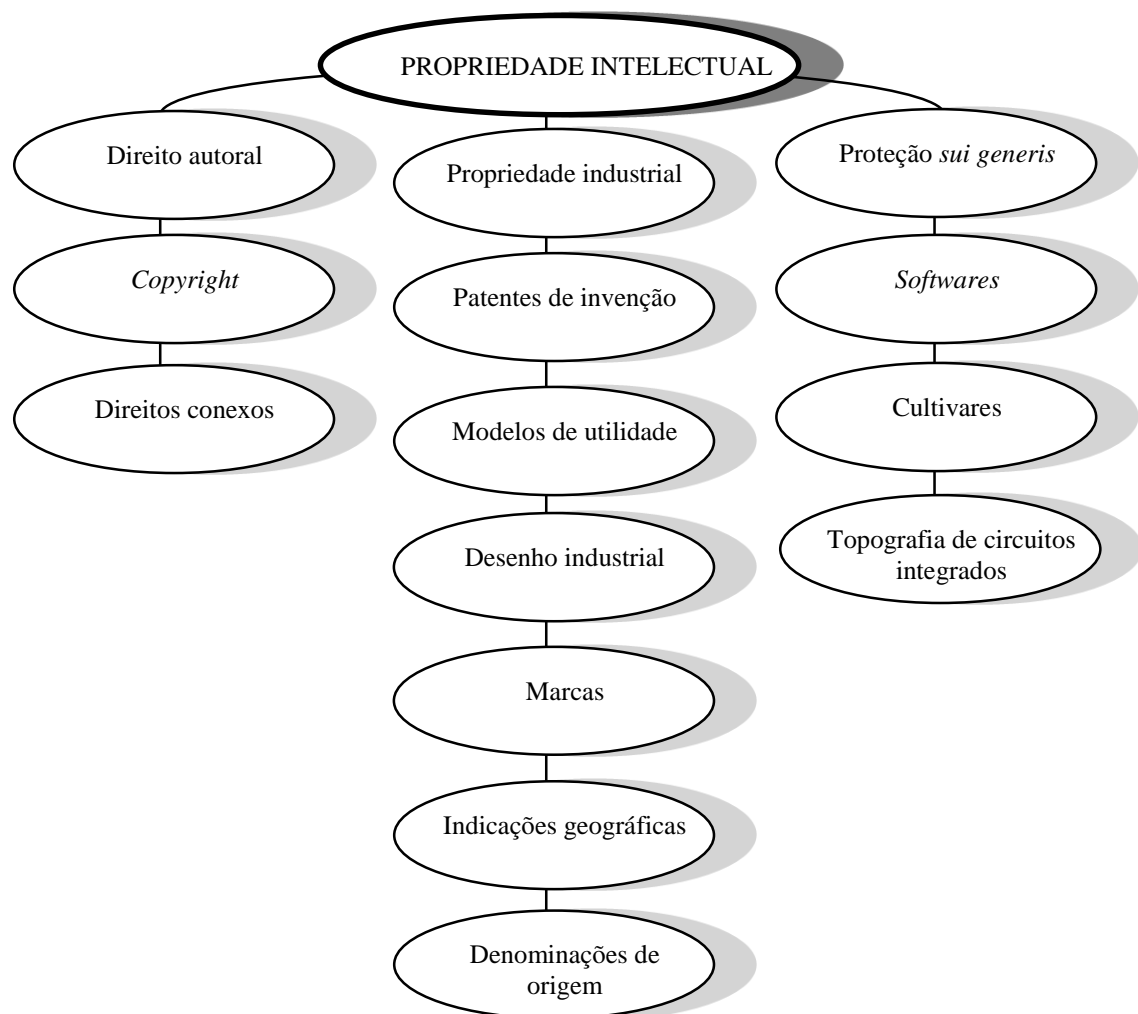 PROPRIEDADE INTELECTUAL
Direito autoral
Copyright
Direitos conexos
Propriedade industrial
Patentes de invenção
Modelos de utilidade
Desenho industrial
Marcas
Indicações geográficas
Denominações de
origem
Proteção sui generis
Softwares
Cultivares
Topografia de circuitos
integrados